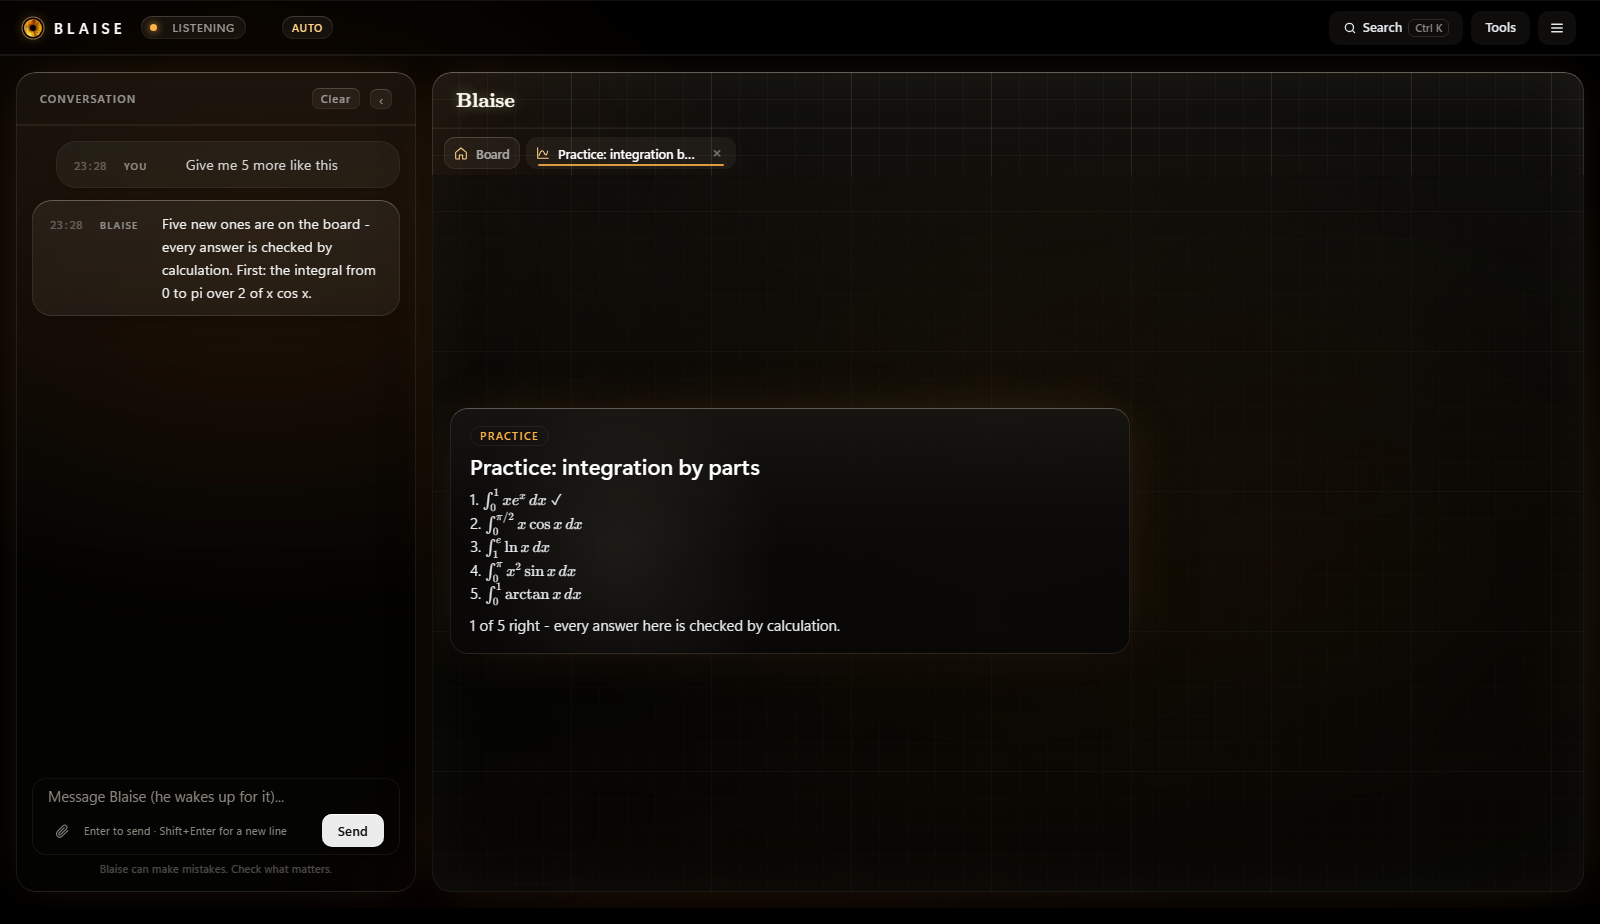 BLAISE
LISTENING
AUTO
Search Ctrl K
Tools
CONVERSATION
Clear
23:28 YOU Give me 5 more like this
23:28 BLAISE Five new ones are on the board -
every answer is checked by
calculation. First: the integral from
0 to pi over 2 of x cos x.
Message Blaise (he wakes up for it)...
Enter to send · Shift+Enter for a new line
Send
Blaise can make mistakes. Check what matters.
Blaise
Board
Practice: integration b... ×
PRACTICE
Practice: integration by parts
1. ∫₀¹ xeˣ dx ✓
2. ∫₀^{π/2} x cos x dx
3. ∫₁ᵉ ln x dx
4. ∫₀^π x² sin x dx
5. ∫₀¹ arctan x dx
1 of 5 right - every answer here is checked by calculation.